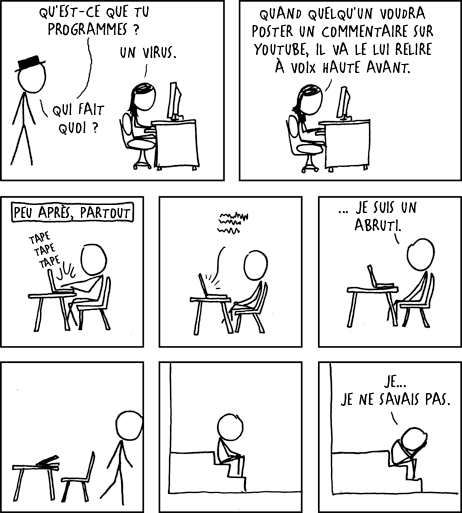 QU'EST-CE QUE TU
PROGRAMMES ?
UN VIRUS.
QUI FAIT
QUOI ?
QUAND QUELQU'UN VOUDRA
POSTER UN COMMENTAIRE SUR
YOUTUBE, IL VA LE LUI RELIRE
À VOIX HAUTE AVANT.
PEU APRÈS, PARTOUT
TAPE
TAPE
TAPE
... JE SUIS UN
ABRUTI.
JE...
JE NE SAVAIS PAS.